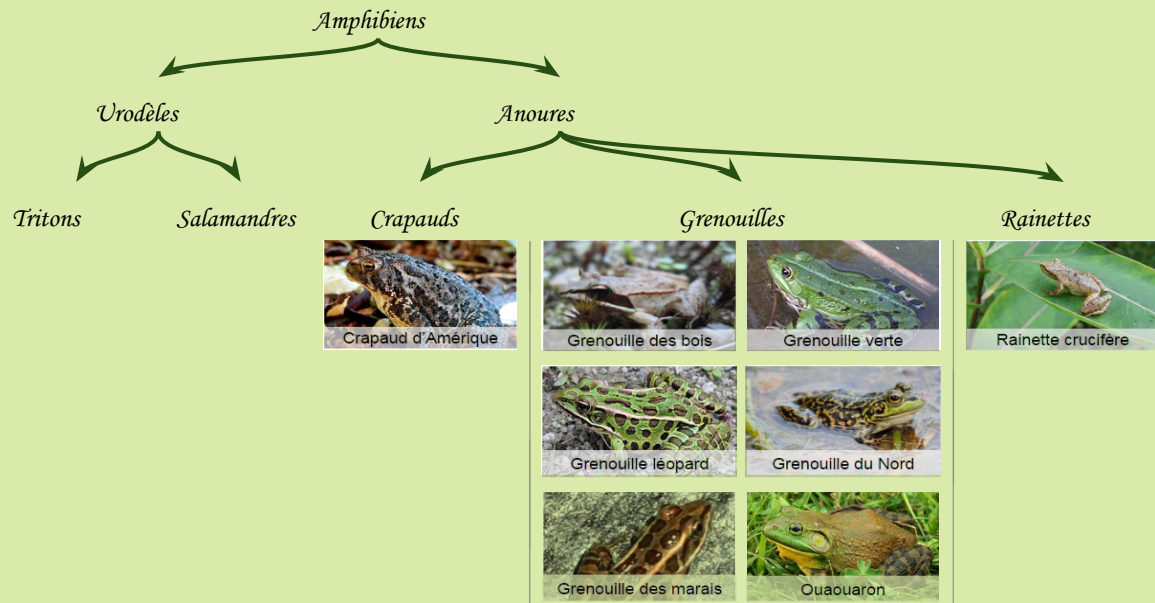 Amphibiens
Urodèles
Anoures
Tritons
Salamandres
Crapauds
Grenouilles
Rainettes
Crapaud d'Amérique
Grenouille des bois
Grenouille verte
Rainette crucifère
Grenouille léopard
Grenouille du Nord
Grenouille des marais
Ouaouaron